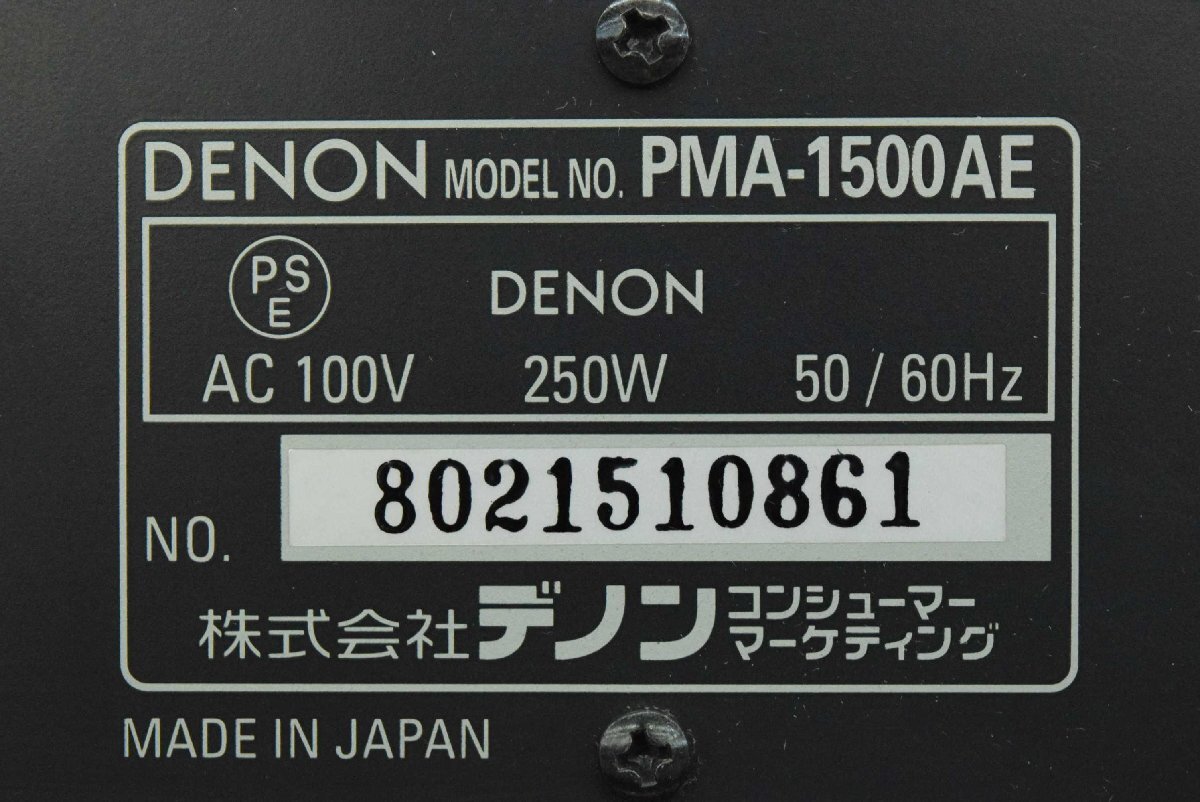 DENON MODEL NO. PMA-1500AE
PS
E
DENON
AC 100V 250W 50 / 60Hz
NO. 8021510861
株式会社デノン コンシューマー
マーケティング
MADE IN JAPAN